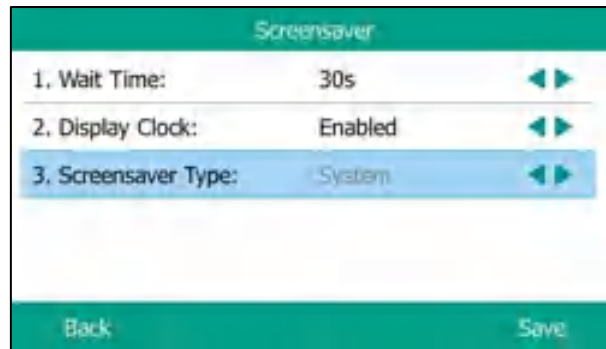 Screensaver
1. Wait Time: 30s
2. Display Clock: Enabled
3. Screensaver Type: System
Back Save